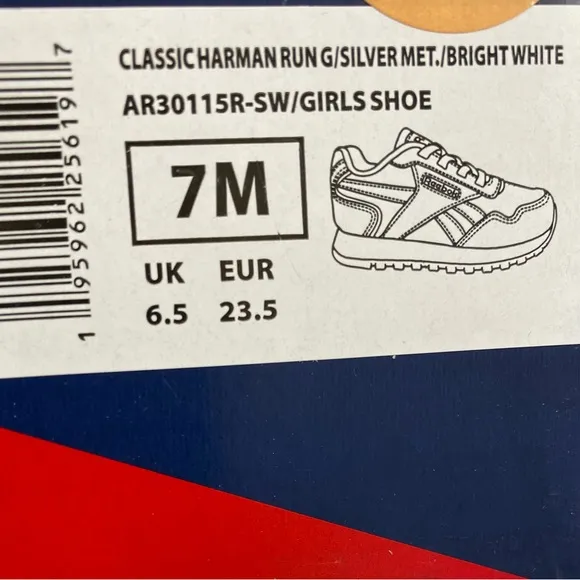 CLASSIC HARMAN RUN G/SILVER MET./BRIGHT WHITE
AR30115R-SW/GIRLS SHOE
7M
Reebok
UK EUR
6.5 23.5
1 95962 25619 7